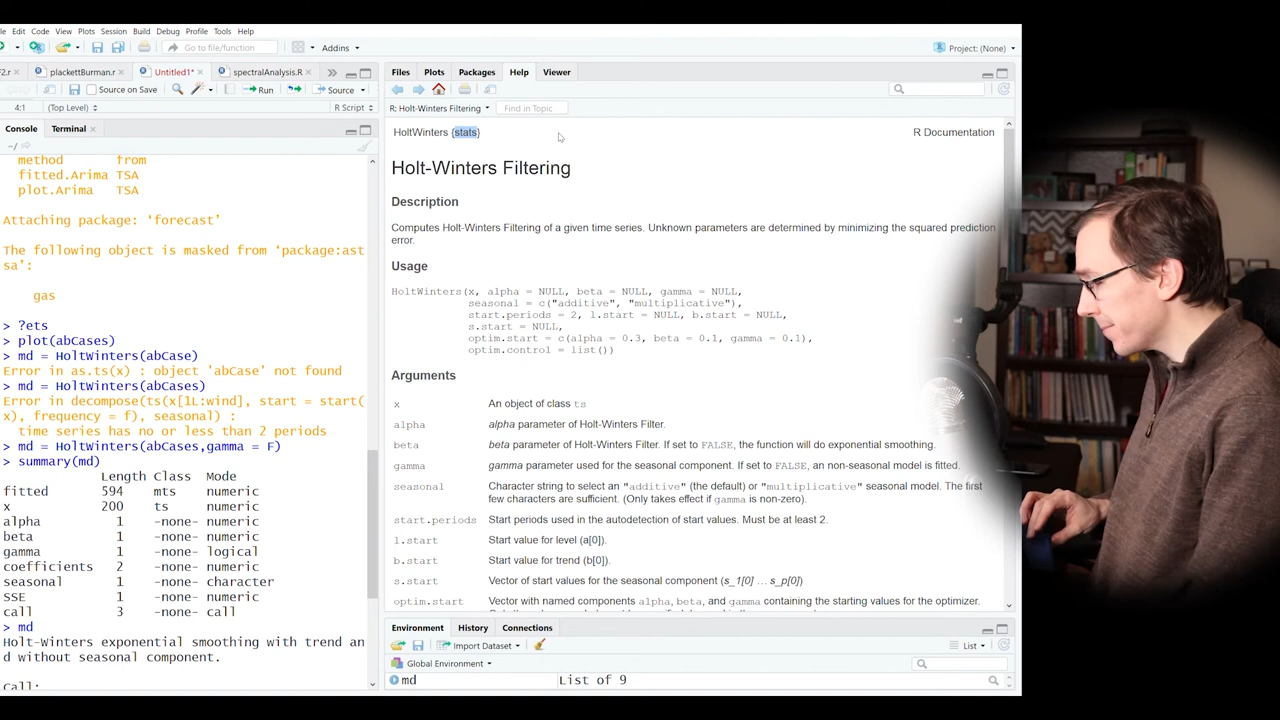 le Edit Code View Plots Session Build Debug Profile Tools Help
Go to file/function Addins Project: (None)
F2.r plackettBurman.r Untitled1* spectralAnalysis.R
Source on Save Run Source
4:1 (Top Level) R Script
Console Terminal
~/
method from
fitted.Arima TSA
plot.Arima TSA
Attaching package: ‘forecast’
The following object is masked from ‘package:ast
sa’:
gas
> ?ets
> plot(abCases)
> md = HoltWinters(abCase)
Error in as.ts(x) : object 'abCase' not found
> md = HoltWinters(abCases)
Error in decompose(ts(x[1L:wind], start = start(
x), frequency = f), seasonal) :
time series has no or less than 2 periods
> md = HoltWinters(abCases,gamma = F)
> summary(md)
Length Class Mode
fitted 594 mts numeric
x 200 ts numeric
alpha 1 -none- numeric
beta 1 -none- numeric
gamma 1 -none- logical
coefficients 2 -none- numeric
seasonal 1 -none- character
SSE 1 -none- numeric
call 3 -none- call
> md
Holt-Winters exponential smoothing with trend an
d without seasonal component.
Call:
Files Plots Packages Help Viewer
R: Holt-Winters Filtering Find in Topic
HoltWinters {stats} R Documentation
Holt-Winters Filtering
Description
Computes Holt-Winters Filtering of a given time series. Unknown parameters are determined by minimizing the squared prediction
error.
Usage
HoltWinters(x, alpha = NULL, beta = NULL, gamma = NULL,
seasonal = c("additive", "multiplicative"),
start.periods = 2, l.start = NULL, b.start = NULL,
s.start = NULL,
optim.start = c(alpha = 0.3, beta = 0.1, gamma = 0.1),
optim.control = list())
Arguments
x An object of class ts
alpha alpha parameter of Holt-Winters Filter.
beta beta parameter of Holt-Winters Filter. If set to FALSE, the function will do exponential smoothing.
gamma gamma parameter used for the seasonal component. If set to FALSE, an non-seasonal model is fitted.
seasonal Character string to select an "additive" (the default) or "multiplicative" seasonal model. The first
few characters are sufficient. (Only takes effect if gamma is non-zero).
start.periods Start periods used in the autodetection of start values. Must be at least 2.
l.start Start value for level (a[0]).
b.start Start value for trend (b[0]).
s.start Vector of start values for the seasonal component (s_1[0] … s_p[0])
optim.start Vector with named components alpha, beta, and gamma containing the starting values for the optimizer.
Environment History Connections
Import Dataset List
Global Environment
md List of 9